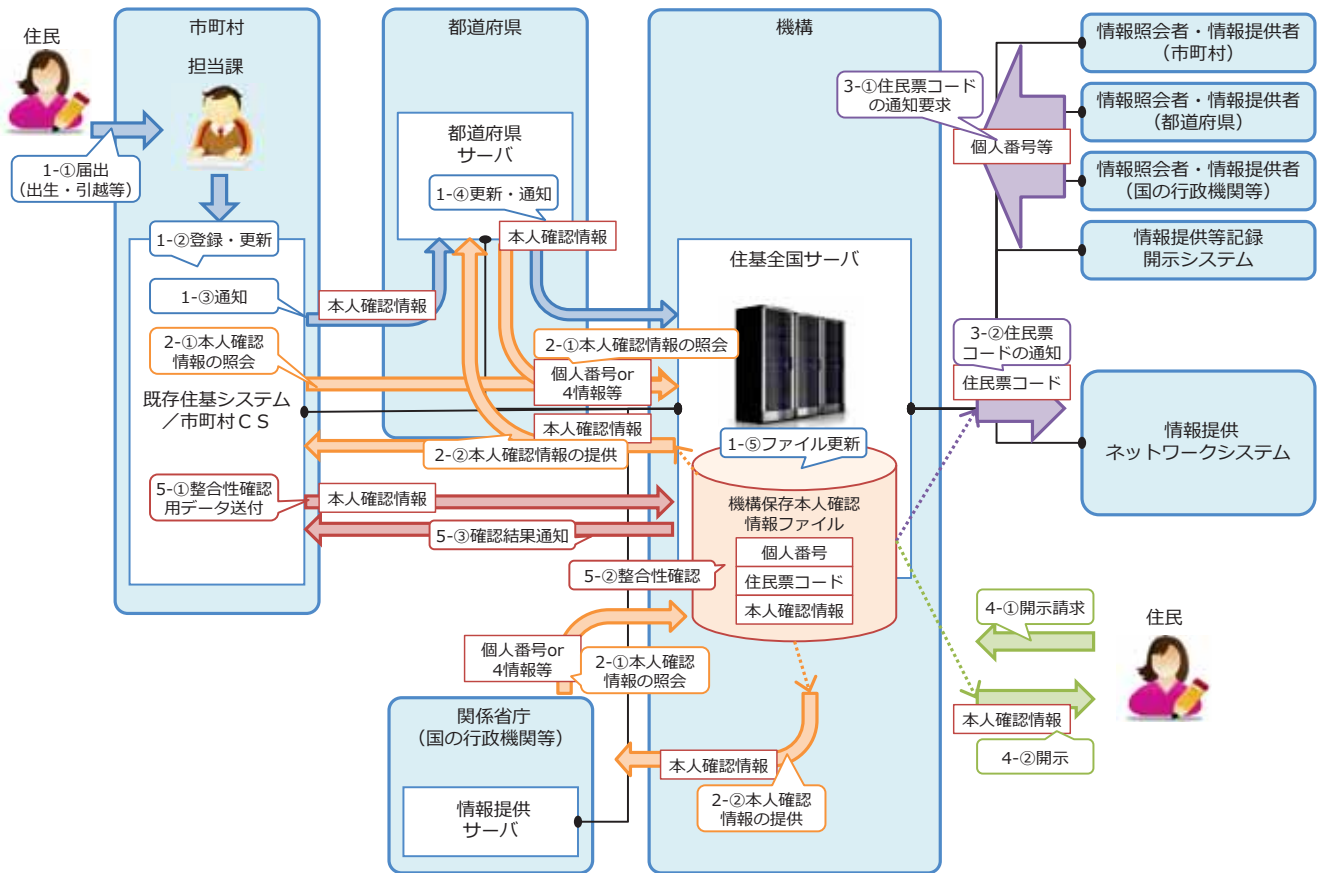 住民
市町村
担当課
1-①届出
（出生・引越等）
1-②登録・更新
1-③通知
2-①本人確認
情報の照会
既存住基システム
／市町村ＣＳ
5-①整合性確認
用データ送付
本人確認情報
本人確認情報
都道府県
都道府県
サーバ
1-④更新・通知
本人確認情報
2-①本人確認情報の照会
個人番号or
4情報等
本人確認情報
2-②本人確認情報の提供
5-③確認結果通知
機構
住基全国サーバ
1-⑤ファイル更新
機構保存本人確認
情報ファイル
個人番号
住民票コード
本人確認情報
5-②整合性確認
個人番号or
4情報等
2-①本人確認
情報の照会
関係省庁
（国の行政機関等）
情報提供
サーバ
本人確認情報
2-②本人確認
情報の提供
3-①住民票コード
の通知要求
個人番号等
情報照会者・情報提供者
（市町村）
情報照会者・情報提供者
（都道府県）
情報照会者・情報提供者
（国の行政機関等）
情報提供等記録
開示システム
3-②住民票
コードの通知
住民票コード
情報提供
ネットワークシステム
4-①開示請求
住民
本人確認情報
4-②開示